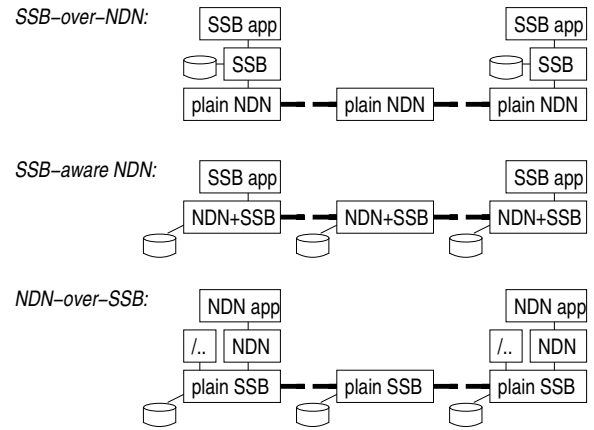 SSB–over–NDN:
SSB app SSB app
SSB SSB
plain NDN plain NDN plain NDN
SSB–aware NDN:
SSB app SSB app
NDN+SSB NDN+SSB NDN+SSB
NDN–over–SSB:
NDN app NDN app
/.. NDN /.. NDN
plain SSB plain SSB plain SSB